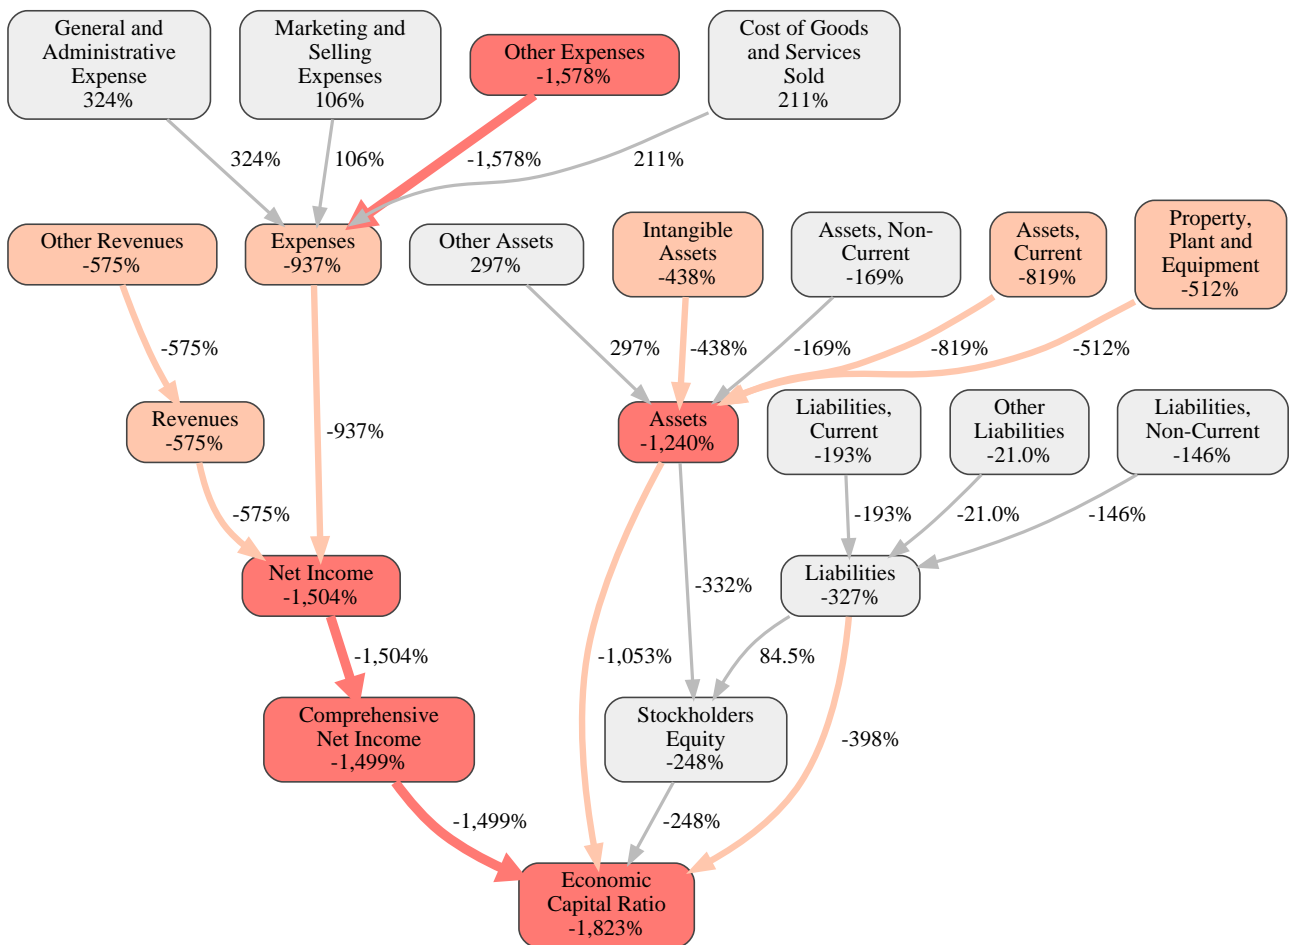 General and
Administrative
Expense
324%
Marketing and
Selling
Expenses
106%
Other Expenses
-1,578%
Cost of Goods
and Services
Sold
211%
324%
106%
-1,578%
211%
Other Revenues
-575%
Expenses
-937%
Other Assets
297%
Intangible
Assets
-438%
Assets, Non-
Current
-169%
Assets,
Current
-819%
Property,
Plant and
Equipment
-512%
-575%
297%
-438%
-169%
-819%
-512%
Revenues
-575%
-937%
Assets
-1,240%
Liabilities,
Current
-193%
Other
Liabilities
-21.0%
Liabilities,
Non-Current
-146%
-575%
-193%
-21.0%
-146%
Net Income
-1,504%
-332%
Liabilities
-327%
-1,504%
-1,053%
84.5%
Comprehensive
Net Income
-1,499%
Stockholders
Equity
-248%
-398%
-1,499%
-248%
Economic
Capital Ratio
-1,823%